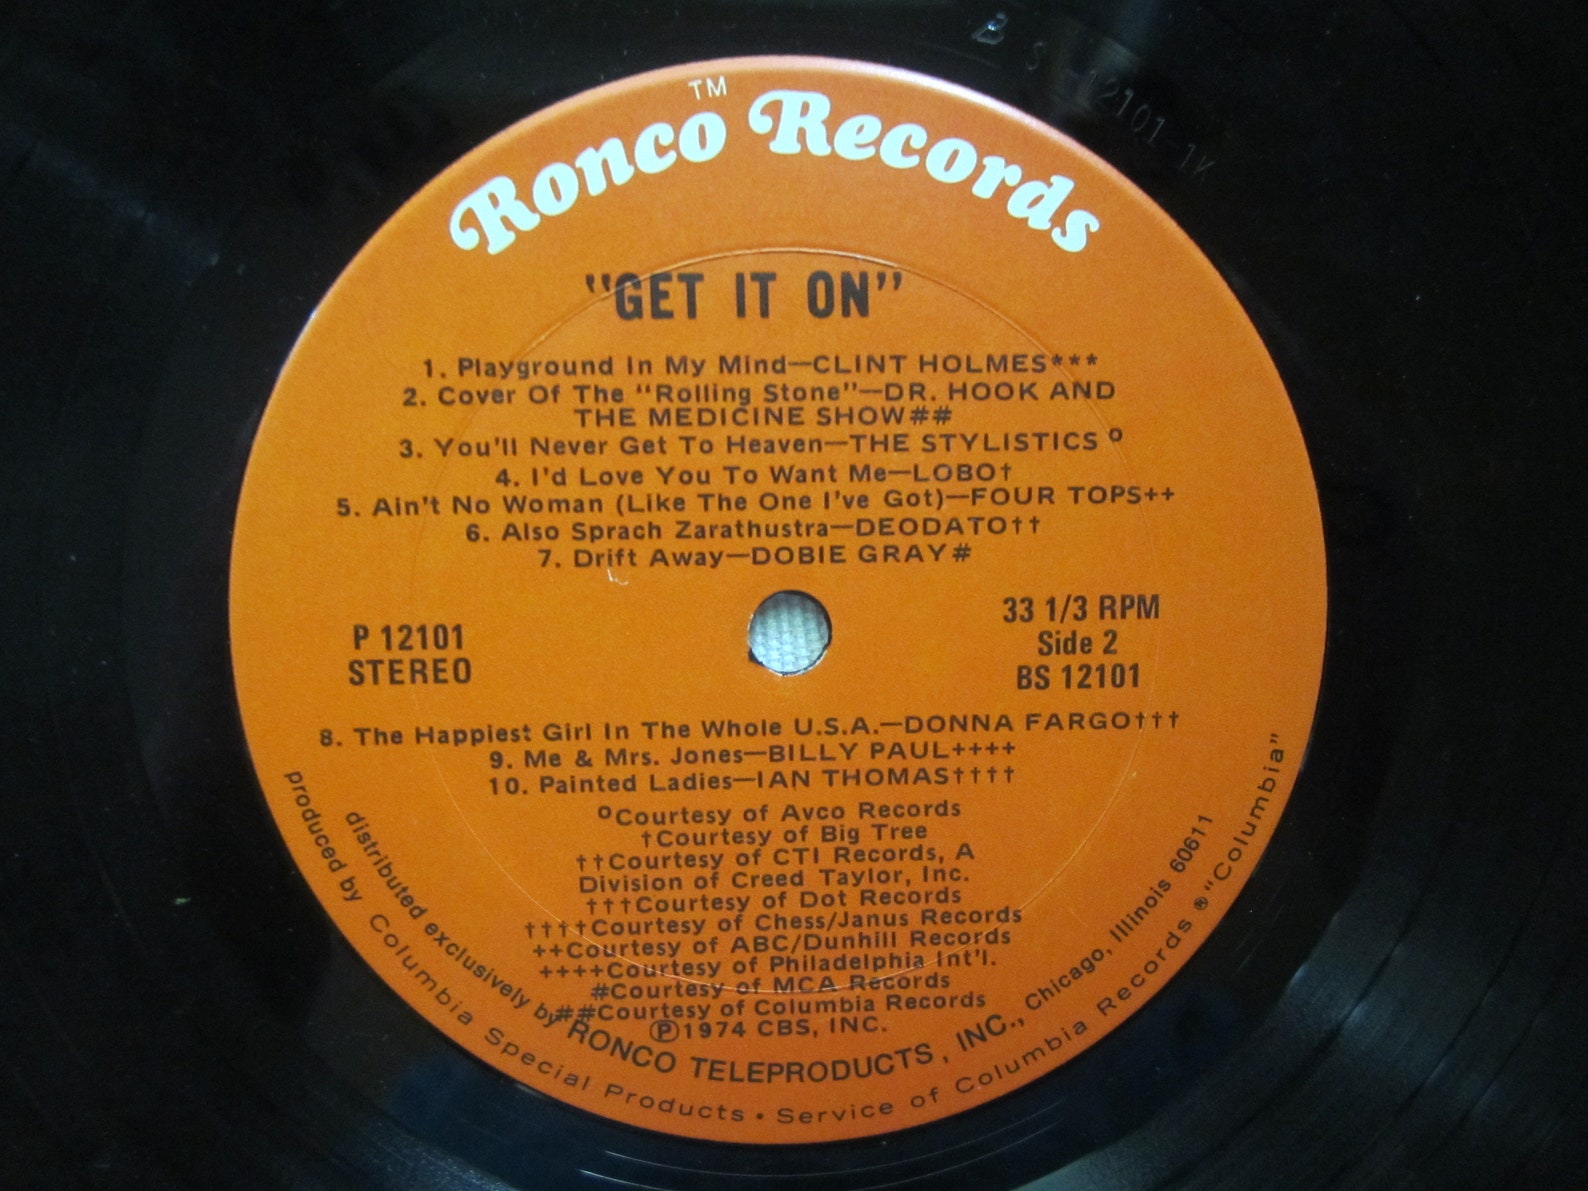 B S-12101-1K
Ronco™ Records
"GET IT ON"
1. Playground In My Mind—CLINT HOLMES***
2. Cover Of The "Rolling Stone"—DR. HOOK AND
THE MEDICINE SHOW##
3. You'll Never Get To Heaven—THE STYLISTICS º
4. I'd Love You To Want Me—LOBO†
5. Ain't No Woman (Like The One I've Got)—FOUR TOPS++
6. Also Sprach Zarathustra—DEODATO††
7. Drift Away—DOBIE GRAY#
P 12101
STEREO
33 1/3 RPM
Side 2
BS 12101
8. The Happiest Girl In The Whole U.S.A.—DONNA FARGO†††
9. Me & Mrs. Jones—BILLY PAUL++++
10. Painted Ladies—IAN THOMAS††††
ºCourtesy of Avco Records
†Courtesy of Big Tree
††Courtesy of CTI Records, A
Division of Creed Taylor, Inc.
†††Courtesy of Dot Records
††††Courtesy of Chess/Janus Records
++Courtesy of ABC/Dunhill Records
++++Courtesy of Philadelphia Int'l.
#Courtesy of MCA Records
##Courtesy of Columbia Records
Ⓟ1974 CBS, INC.
distributed exclusively by RONCO TELEPRODUCTS, INC., Chicago, Illinois 60611
produced by Columbia Special Products • Service of Columbia Records ® "Columbia"